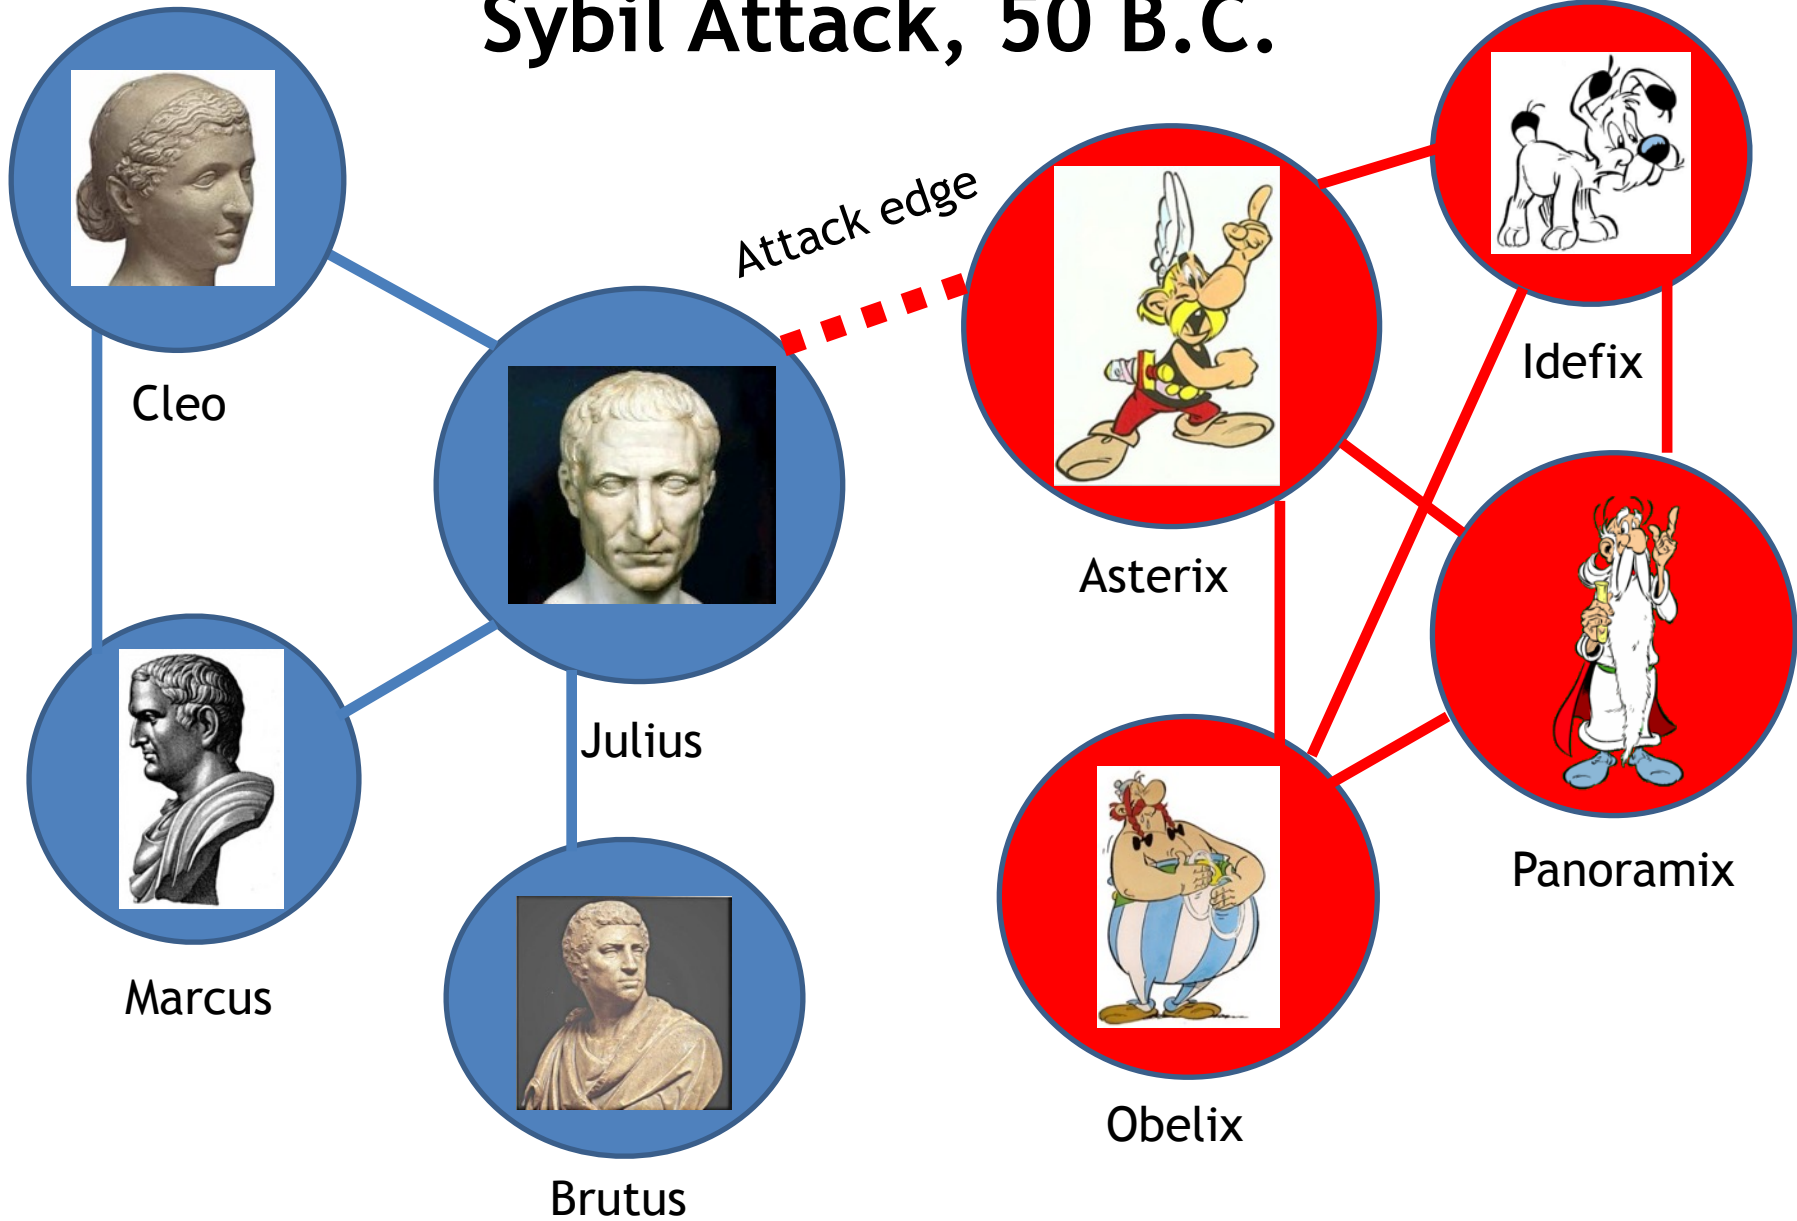 Sybil Attack, 50 B.C.
Attack edge
Cleo
Idefix
Asterix
Julius
Panoramix
Marcus
Obelix
Brutus